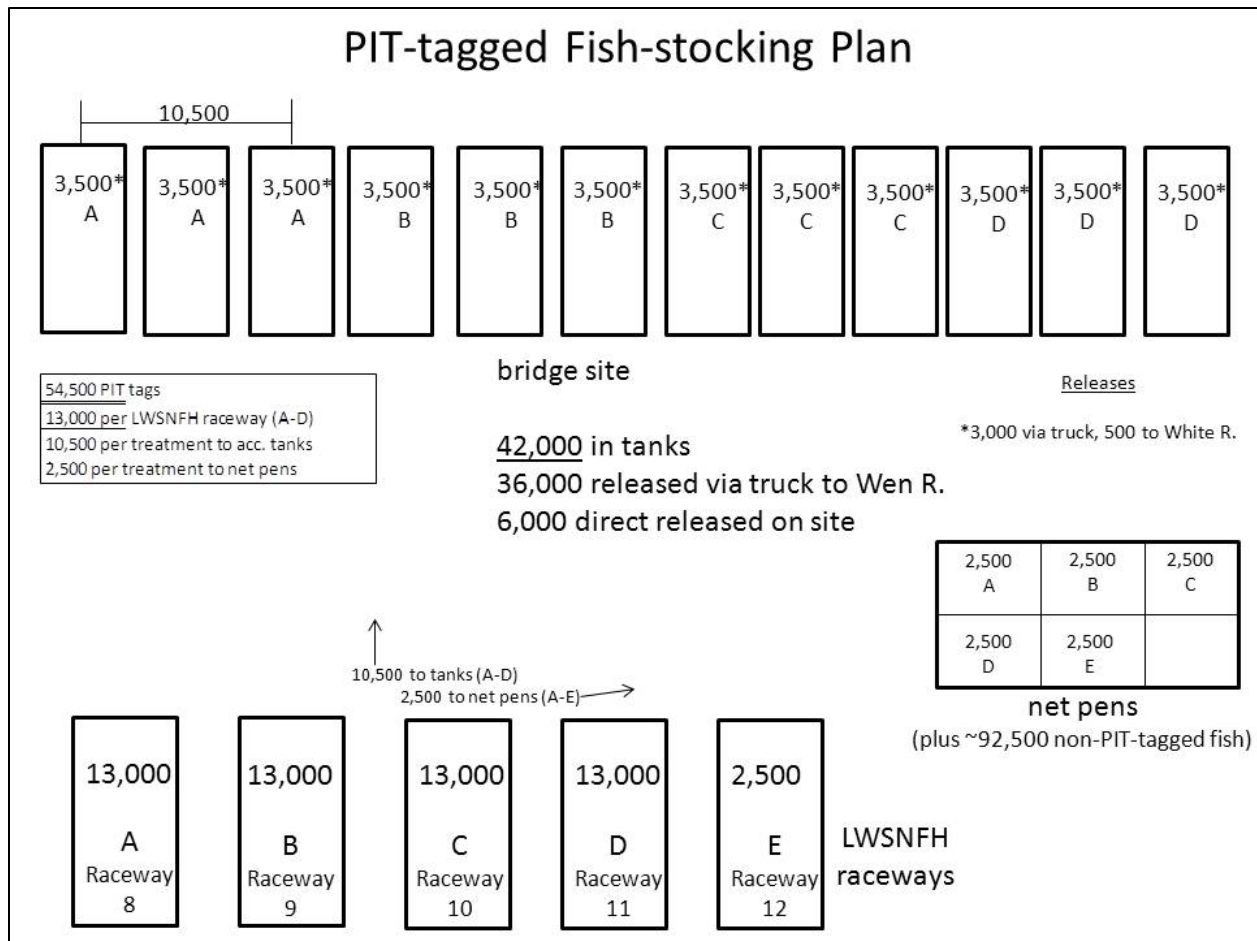 PIT-tagged Fish-stocking Plan
10,500
3,500* 3,500* 3,500* 3,500* 3,500* 3,500* 3,500* 3,500* 3,500* 3,500* 3,500* 3,500*
A A A B B B C C C D D D
54,500 PIT tags
13,000 per LWSNFH raceway (A-D)
10,500 per treatment to acc. tanks
2,500 per treatment to net pens
bridge site
42,000 in tanks
36,000 released via truck to Wen R.
6,000 direct released on site
Releases
*3,000 via truck, 500 to White R.
2,500 2,500 2,500
A B C
2,500 2,500
D E
net pens
(plus ~92,500 non-PIT-tagged fish)
10,500 to tanks (A-D)
2,500 to net pens (A-E)
13,000 13,000 13,000 13,000 2,500
A B C D E
Raceway Raceway Raceway Raceway Raceway
8 9 10 11 12
LWSNFH
raceways